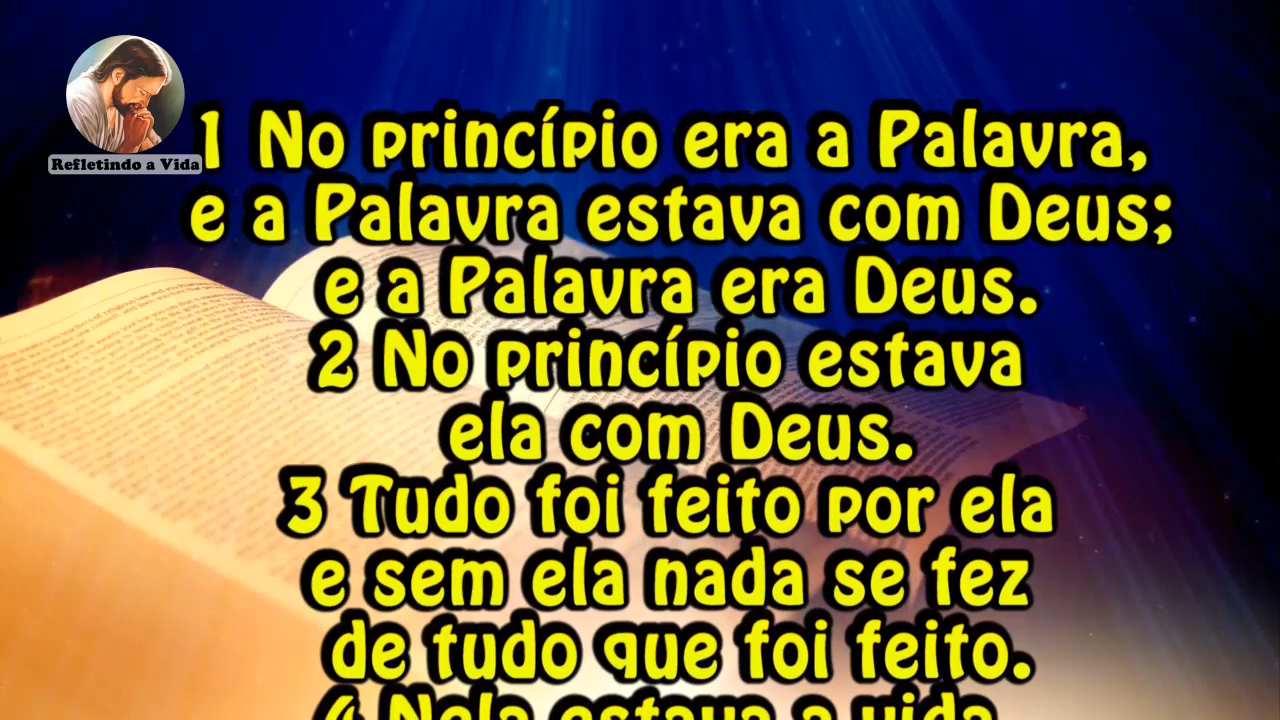 Refletindo a Vida
1 No princípio era a Palavra,
e a Palavra estava com Deus;
e a Palavra era Deus.
2 No princípio estava
ela com Deus.
3 Tudo foi feito por ela
e sem ela nada se fez
de tudo que foi feito.
4 Nela estava a vida